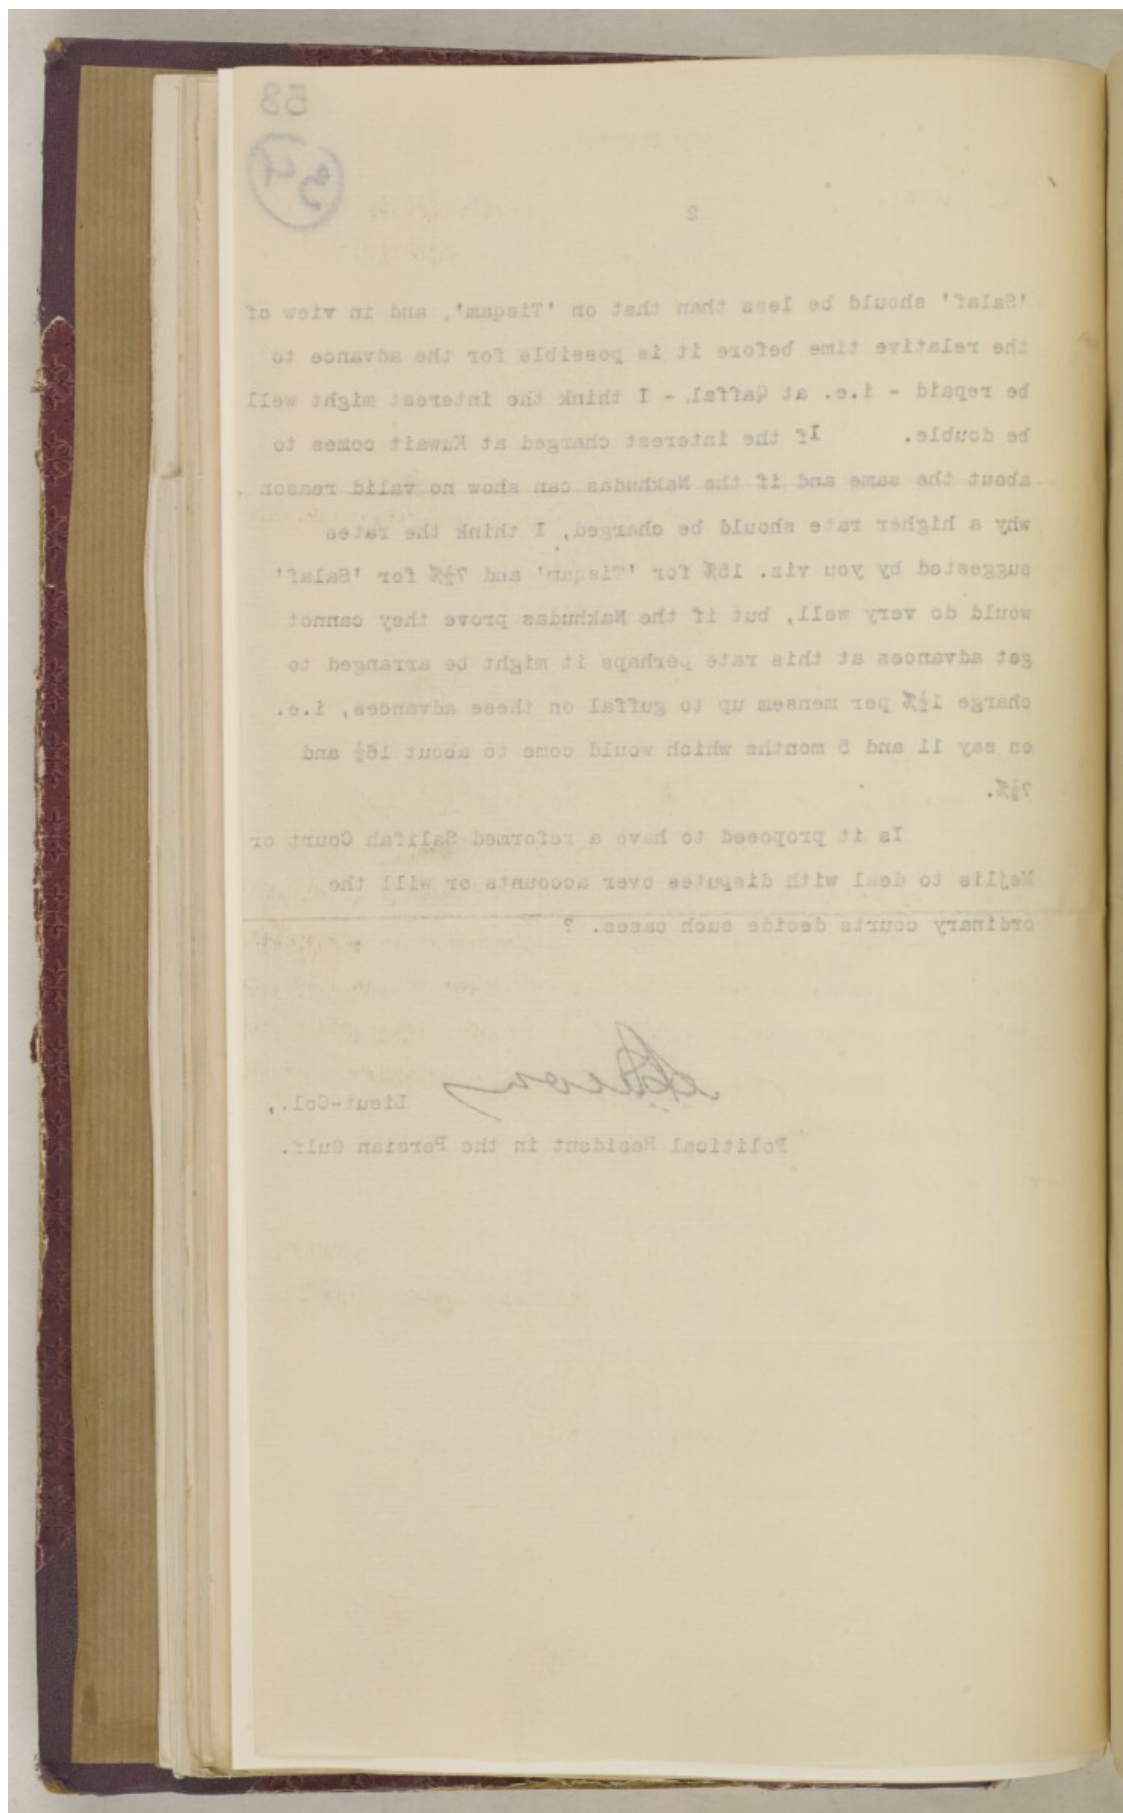 58
54
2
'Salaf' should be less than that on 'Tisqam', and in view of
the relative time before it is possible for the advance to
be repaid - i.e. at Qaffal - I think the interest might well
be double. If the interest charged at Kuwait comes to
about the same and if the Nakhudas can show no valid reason
why a higher rate should be charged, I think the rates
suggested by you viz. 15% for 'Tisqam' and 7½% for 'Salaf'
would do very well, but if the Nakhudas prove they cannot
get advances at this rate perhaps it might be arranged to
charge 1½% per mensem up to guffal on these advances, i.e.
on say 11 and 5 months which would come to about 16½ and
7½%.
Is it proposed to have a reformed Salifah Court or
Majlis to deal with disputes over accounts or will the
ordinary courts decide such cases. ?
Lieut-Col.,
Political Resident in the Persian Gulf.